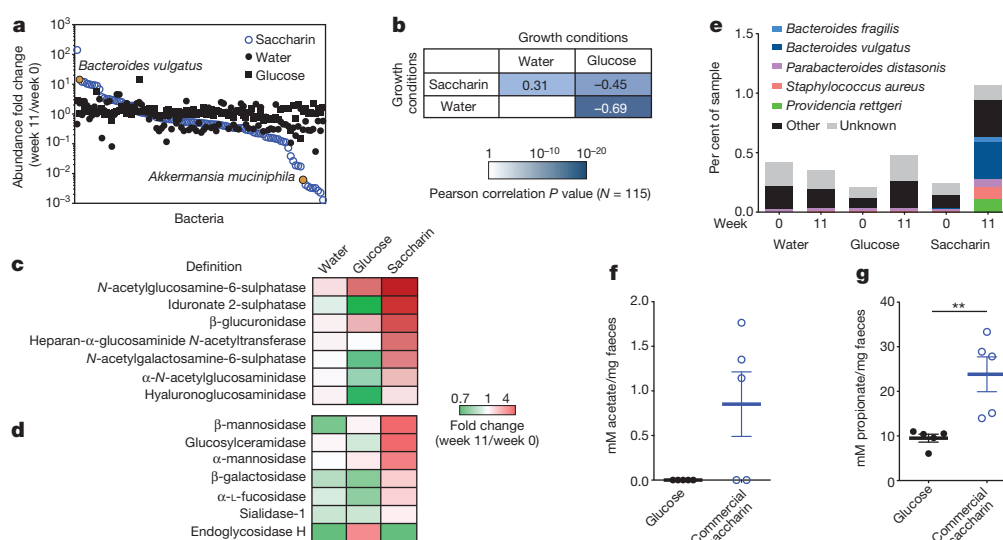 a
Abundance fold change
(week 11/week 0)
10³
10²
10¹
10⁰
10⁻¹
10⁻²
10⁻³
Saccharin
Water
Glucose
Bacteroides vulgatus
Akkermansia muciniphila
Bacteria
b
Growth conditions
Growth
conditions
Water
Glucose
Saccharin
0.31
−0.45
Water
−0.69
1
10⁻¹⁰
10⁻²⁰
Pearson correlation P value (N = 115)
c
Definition
Water
Glucose
Saccharin
N-acetylglucosamine-6-sulphatase
Iduronate 2-sulphatase
β-glucuronidase
Heparan-α-glucosaminide N-acetyltransferase
N-acetylgalactosamine-6-sulphatase
α-N-acetylglucosaminidase
Hyaluronoglucosaminidase
d
β-mannosidase
Glucosylceramidase
α-mannosidase
β-galactosidase
α-L-fucosidase
Sialidase-1
Endoglycosidase H
0.7 1 4
Fold change
(week 11/week 0)
e
Per cent of sample
1.5
1.0
0.5
0.0
Bacteroides fragilis
Bacteroides vulgatus
Parabacteroides distasonis
Staphylococcus aureus
Providencia rettgeri
Other Unknown
Week 0 11 0 11 0 11
Water Glucose Saccharin
f
mM acetate/mg faeces
2.0
1.5
1.0
0.5
0.0
Glucose
Commercial
saccharin
g
mM propionate/mg faeces
40
30
20
10
0
**
Glucose
Commercial
saccharin